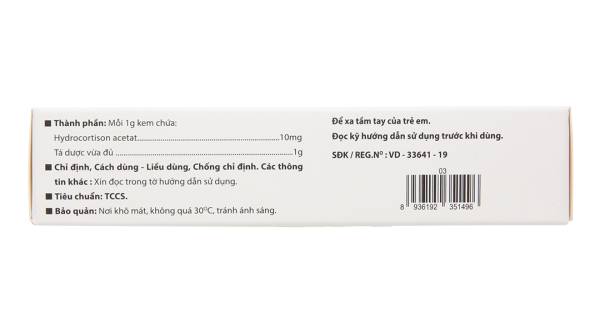 ■ Thành phần: Mỗi 1g kem chứa:
Hydrocortison acetat............................................................10mg
Tá dược vừa đủ ....................................................................1g
■ Chỉ định, Cách dùng - Liều dùng, Chống chỉ định. Các thông
tin khác : Xin đọc trong tờ hướng dẫn sử dụng.
■ Tiêu chuẩn: TCCS.
■ Bảo quản: Nơi khô mát, không quá 30⁰C, tránh ánh sáng.
Để xa tầm tay của trẻ em.
Đọc kỹ hướng dẫn sử dụng trước khi dùng.
SĐK / REG.Nᴼ : VD - 33641 - 19
03
8 936192 351496